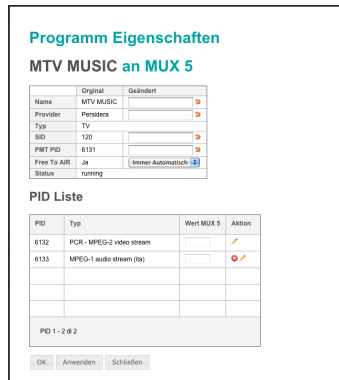 Programm Eigenschaften
MTV MUSIC an MUX 5
Orginal Geändert
Name MTV MUSIC
Provider Persidera
Typ TV
SID 120
PMT PID 6131
Free To AIR Ja -Immer Automatisch
Status running
PID Liste
PID Typ Wert MUX 5 Aktion
6132 PCR - MPEG-2 video stream
6133 MPEG-1 audio stream (ita)
PID 1 - 2 di 2
OK Anwenden Schließen